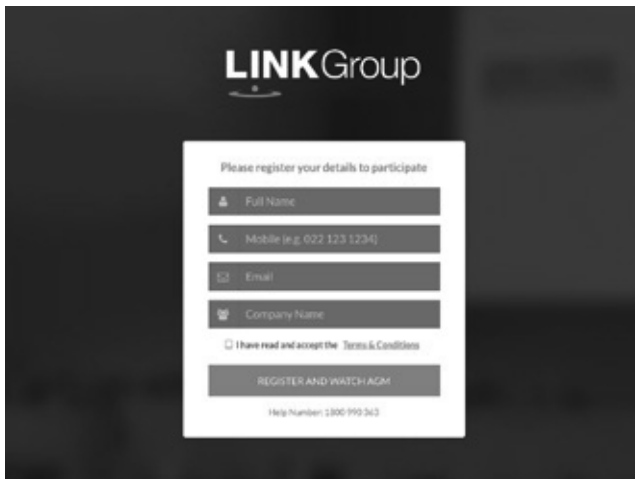 LINKGroup
Please register your details to participate
Full Name
Mobile (e.g. 022 123 1234)
Email
Company Name
I have read and accept the Terms & Conditions
REGISTER AND WATCH AGM
Help Number: 1800 990 363